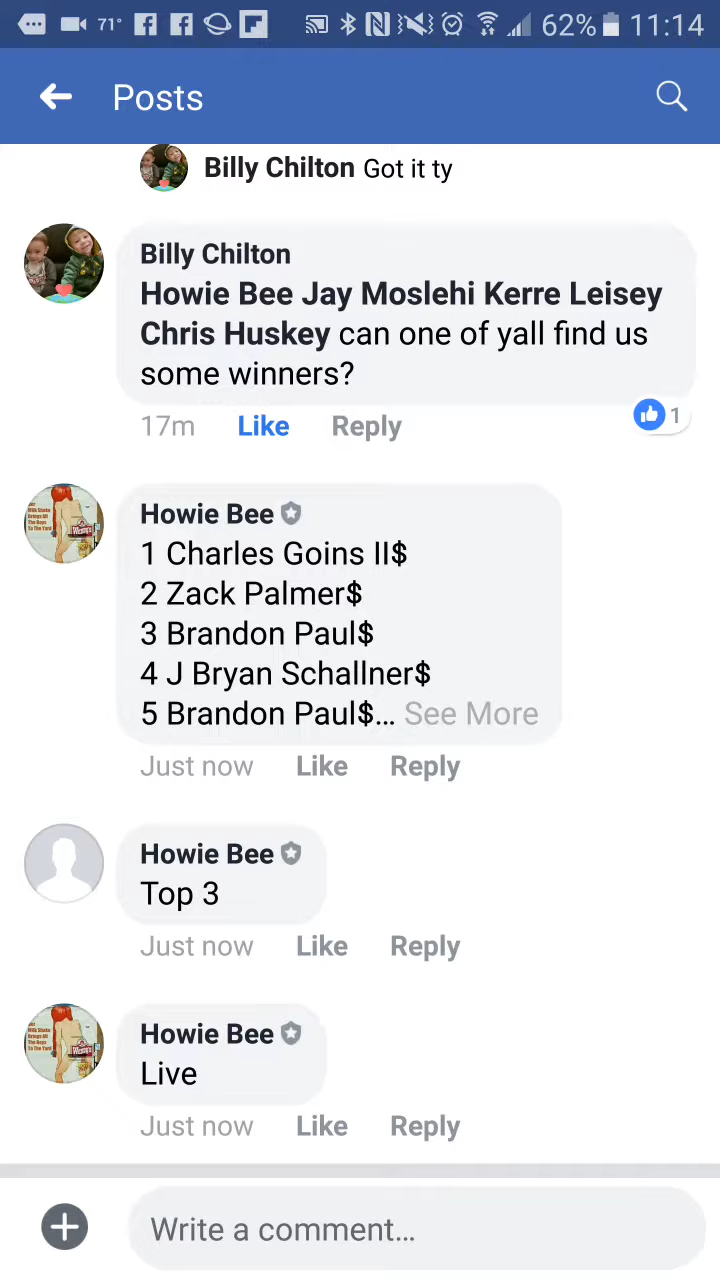 71° 62% 11:14
Posts
Billy Chilton Got it ty
Billy Chilton
Howie Bee Jay Moslehi Kerre Leisey
Chris Huskey can one of yall find us
some winners?
17m Like Reply 1
Howie Bee
1 Charles Goins II$
2 Zack Palmer$
3 Brandon Paul$
4 J Bryan Schallner$
5 Brandon Paul$... See More
Just now Like Reply
Howie Bee
Top 3
Just now Like Reply
Howie Bee
Live
Just now Like Reply
Write a comment...